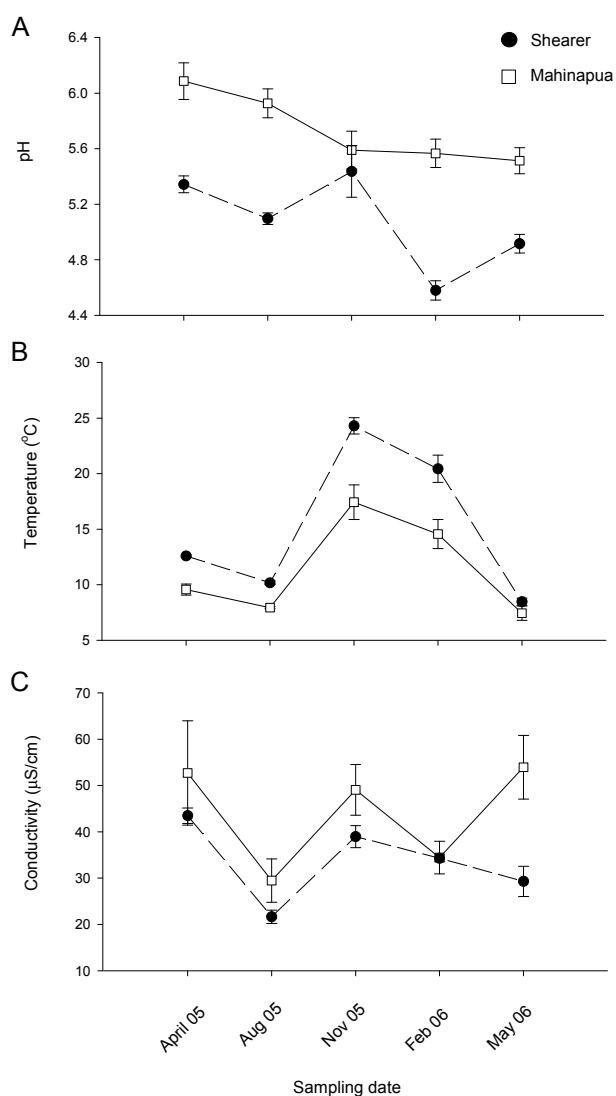 A
6.4
Shearer
Mahinapua
6.0
5.6
pH
5.2
4.8
4.4
B
30
25
20
Temperature (°C)
15
10
5
C
70
60
50
Conductivity (µS/cm)
40
30
20
10
April 05
Aug 05
Nov 05
Feb 06
May 06
Sampling date